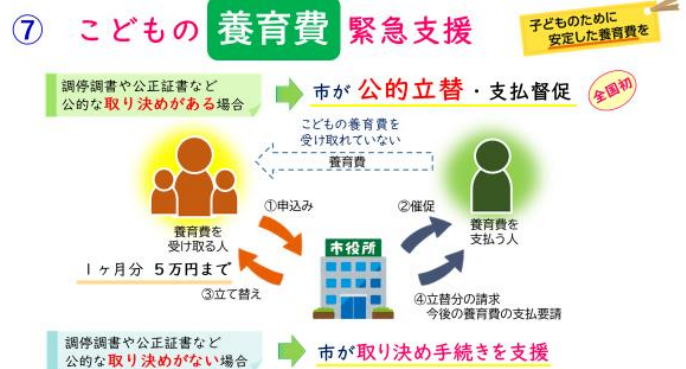 ⑦ こどもの 養育費 緊急支援
子どものために
安定した養育費を
調停調書や公正証書など
公的な取り決めがある場合
市が 公的立替・支払督促
全国初
こどもの養育費を
受け取れていない
養育費
①申込み
②催促
養育費を
受け取る人
養育費を
支払う人
市役所
1ヶ月分 5万円まで
③立て替え
④立替分の請求
今後の養育費の支払要請
調停調書や公正証書など
公的な取り決めがない場合
市が取り決め手続きを支援